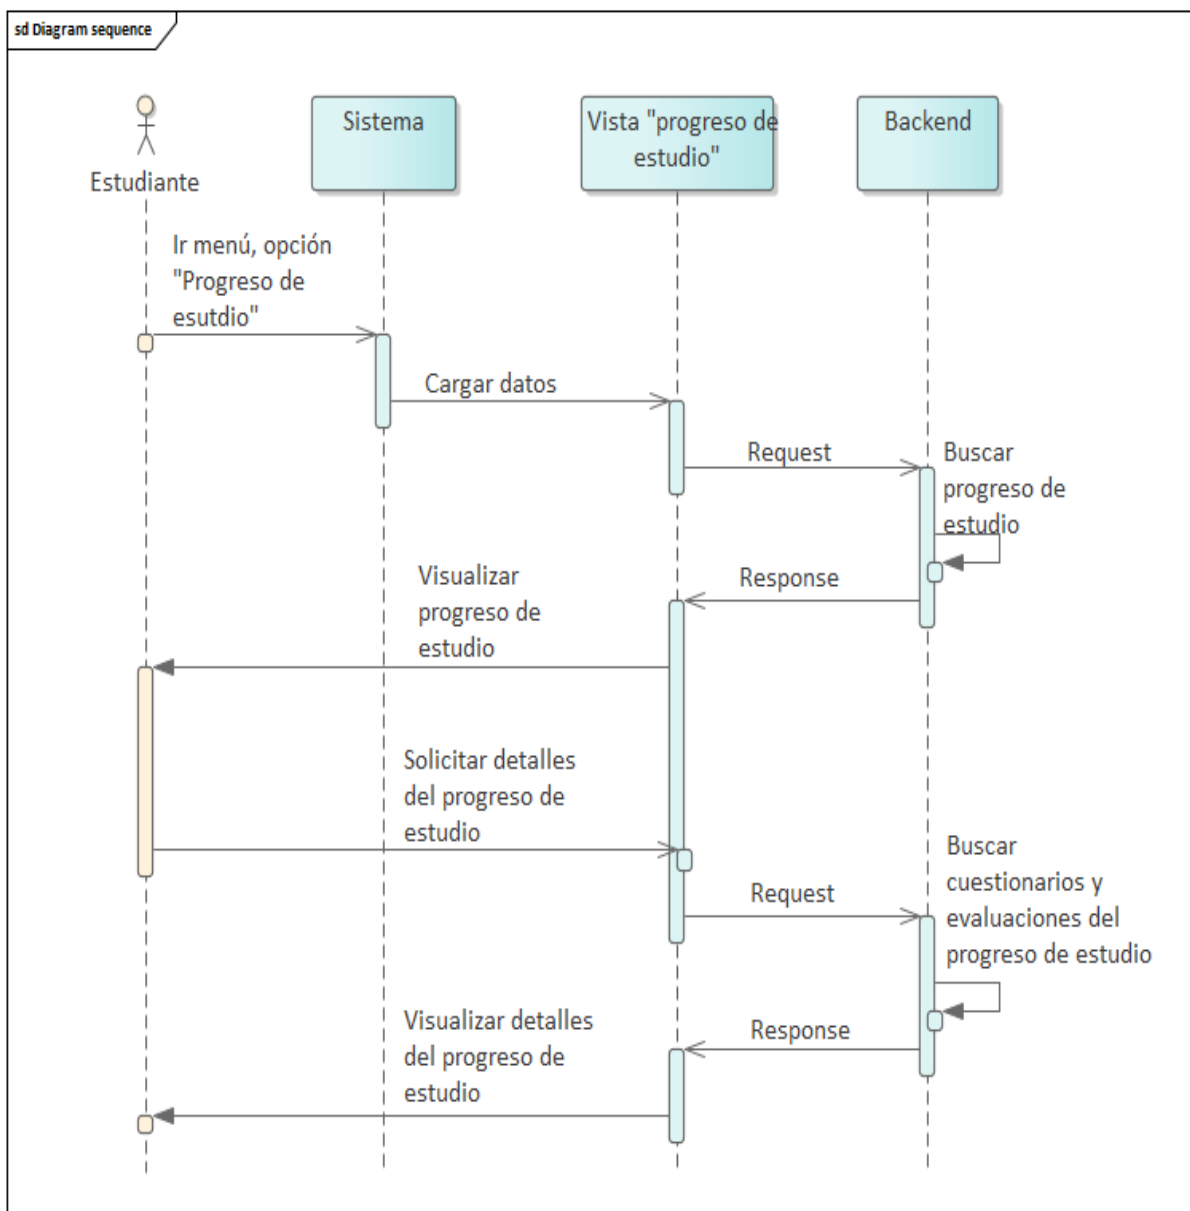 sd Diagram sequence
Estudiante
Sistema
Vista "progreso de
estudio"
Backend
Ir menú, opción
"Progreso de
esutdio"
Cargar datos
Request
Buscar
progreso de
estudio
Response
Visualizar
progreso de
estudio
Solicitar detalles
del progreso de
estudio
Request
Buscar
cuestionarios y
evaluaciones del
progreso de estudio
Response
Visualizar detalles
del progreso de
estudio